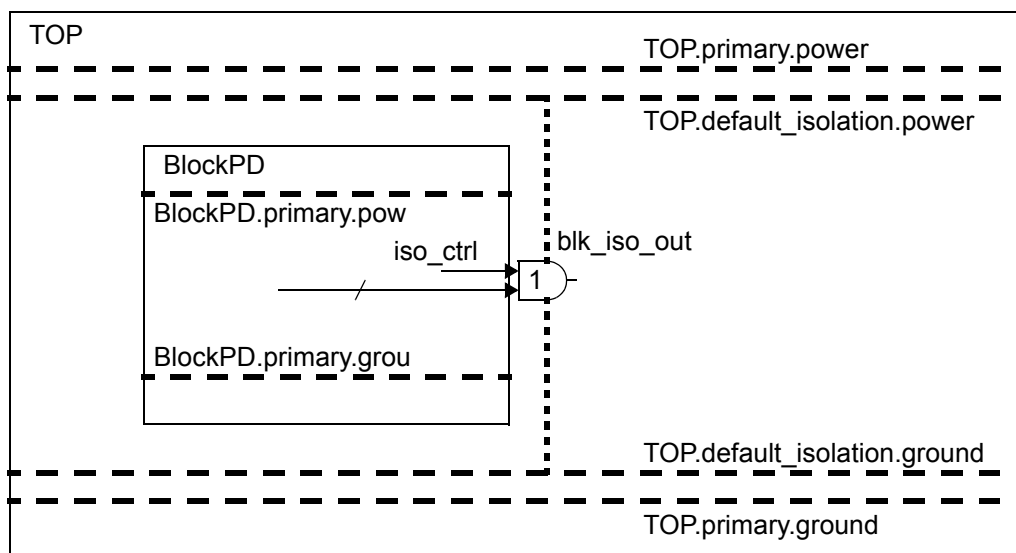 TOP
TOP.primary.power
TOP.default_isolation.power
BlockPD
BlockPD.primary.pow
iso_ctrl
blk_iso_out
1
BlockPD.primary.grou
TOP.default_isolation.ground
TOP.primary.ground